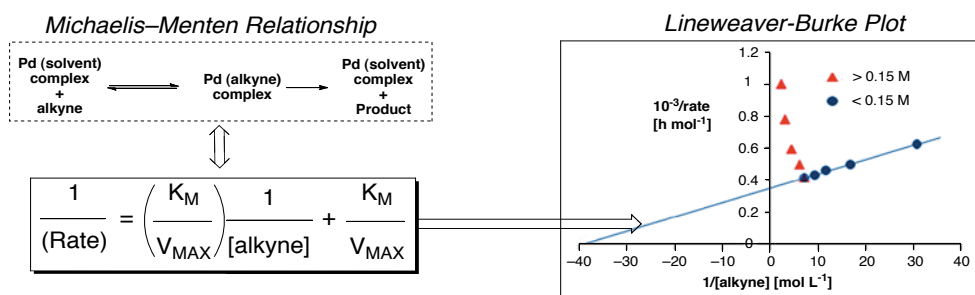 Michaelis–Menten Relationship
Pd (solvent)
complex
+
alkyne
Pd (alkyne)
complex
Pd (solvent)
complex
+
Product
1
(Rate)
=
(
K_M
V_MAX
)
1
[alkyne]
+
K_M
V_MAX
Lineweaver-Burke Plot
1.2
1
0.8
0.6
0.4
0.2
0
10⁻³/rate
[h mol⁻¹]
> 0.15 M
< 0.15 M
–40 –30 –20 –10 0 10 20 30 40
1/[alkyne] [mol L⁻¹]